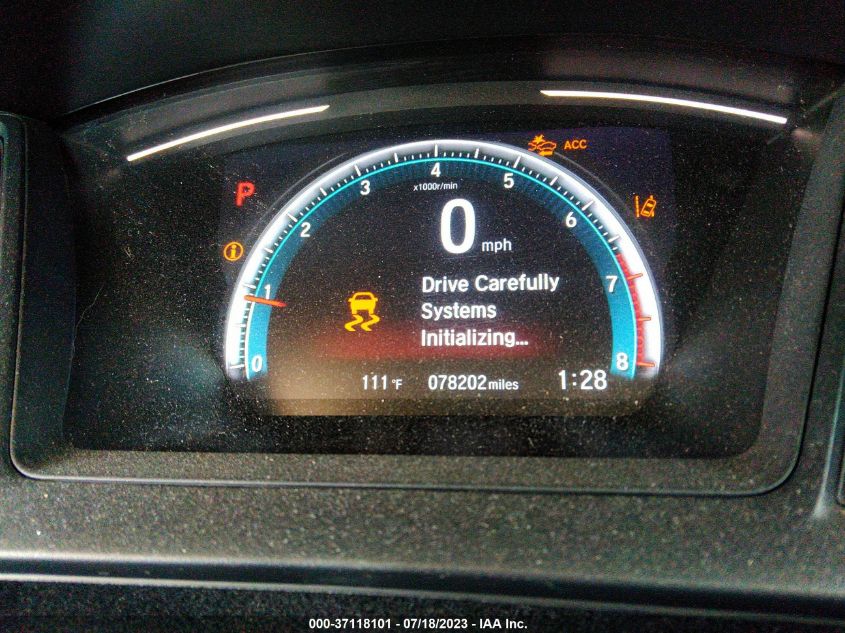 ACC
P
4
x1000r/min
3
5
2
6
0 mph
1
7
Drive Carefully
Systems
Initializing...
0
8
111°F 078202 miles 1:28
000-37118101 - 07/18/2023 - IAA Inc.